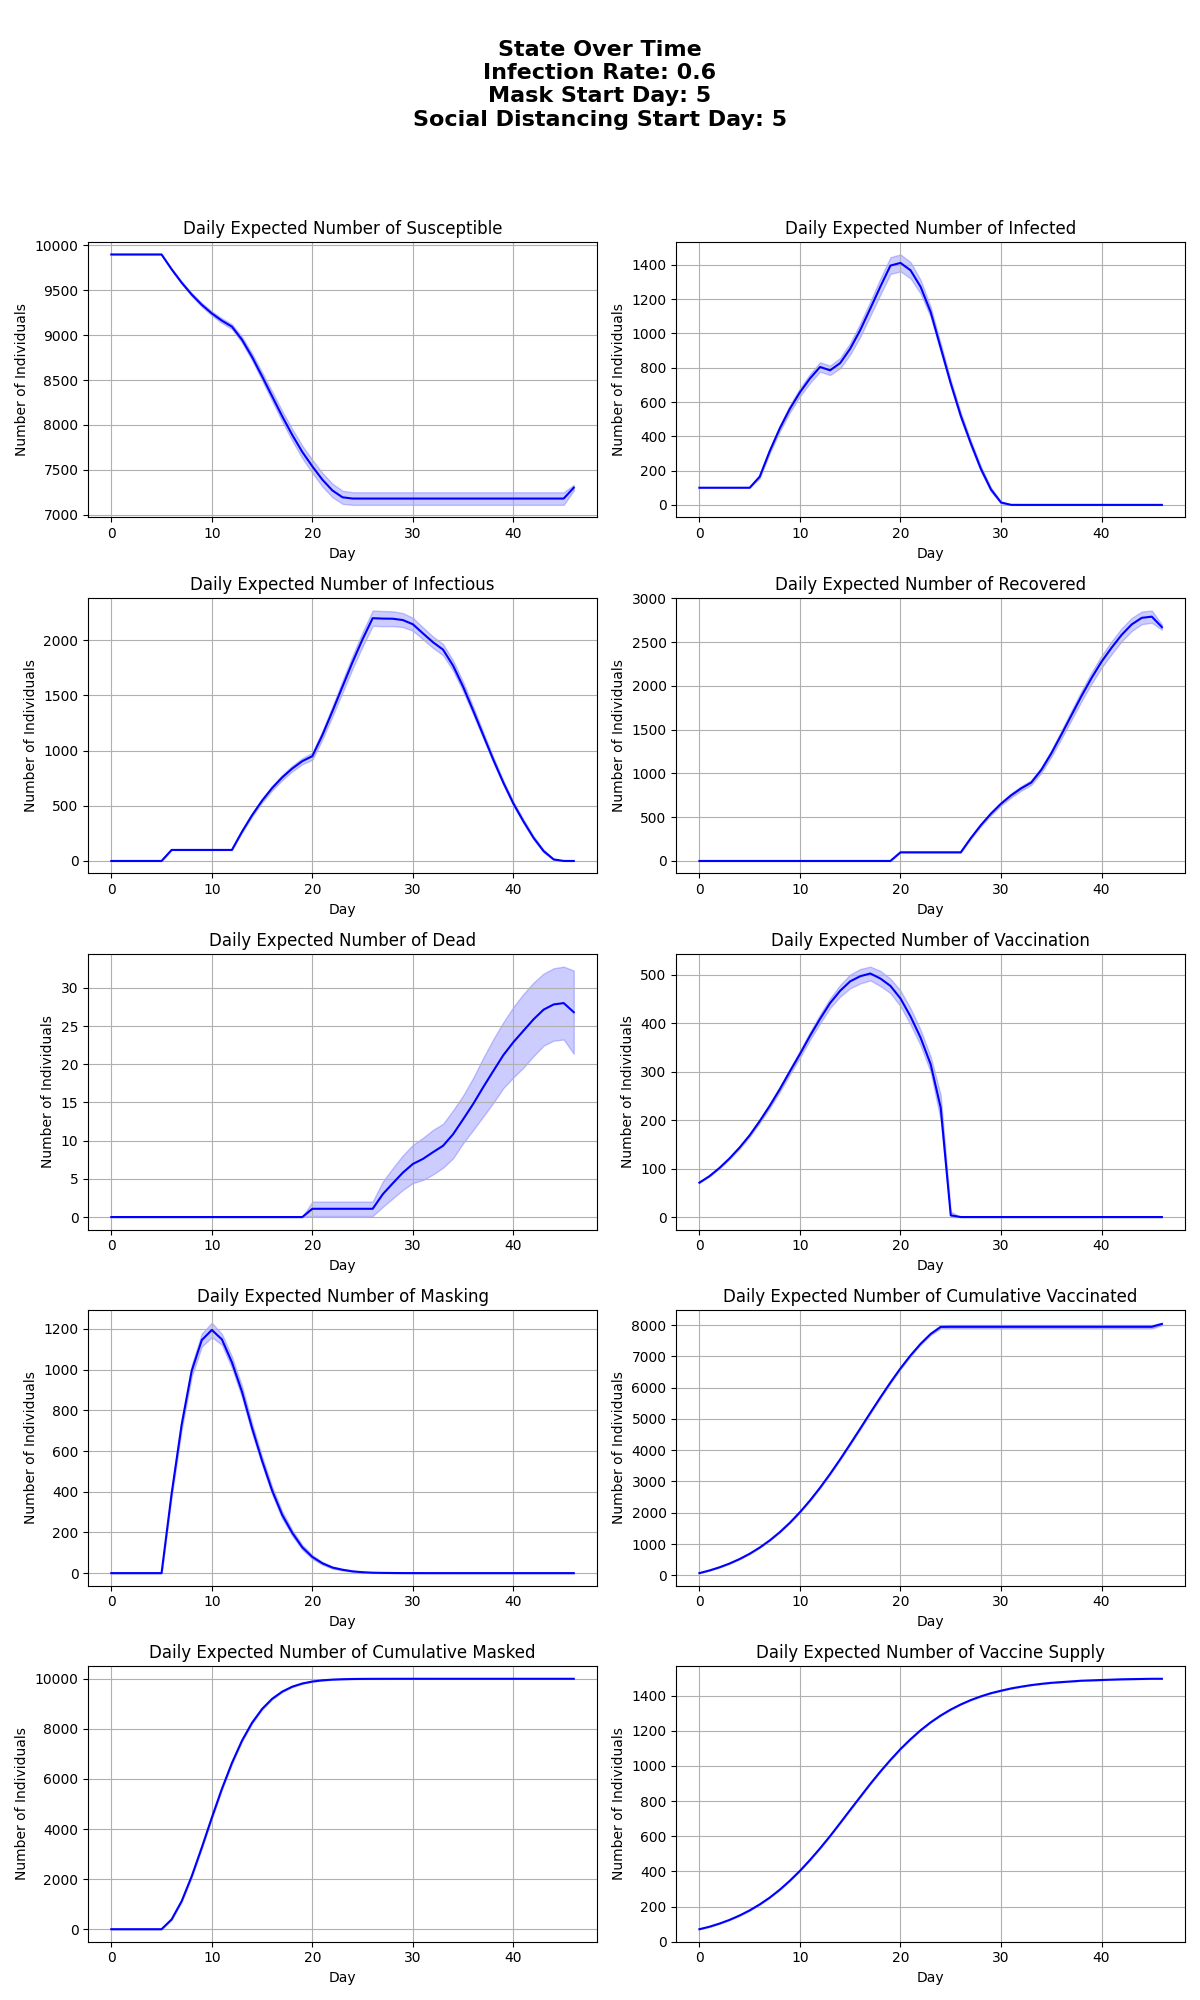 State Over Time
Infection Rate: 0.6
Mask Start Day: 5
Social Distancing Start Day: 5
Daily Expected Number of Susceptible
Number of Individuals
10000
9500
9000
8500
8000
7500
7000
0 10 20 30 40
Day
Daily Expected Number of Infected
Number of Individuals
1400
1200
1000
800
600
400
200
0
0 10 20 30 40
Day
Daily Expected Number of Infectious
Number of Individuals
2000
1500
1000
500
0
0 10 20 30 40
Day
Daily Expected Number of Recovered
Number of Individuals
3000
2500
2000
1500
1000
500
0
0 10 20 30 40
Day
Daily Expected Number of Dead
Number of Individuals
30
25
20
15
10
5
0
0 10 20 30 40
Day
Daily Expected Number of Vaccination
Number of Individuals
500
400
300
200
100
0
0 10 20 30 40
Day
Daily Expected Number of Masking
Number of Individuals
1200
1000
800
600
400
200
0
0 10 20 30 40
Day
Daily Expected Number of Cumulative Vaccinated
Number of Individuals
8000
7000
6000
5000
4000
3000
2000
1000
0
0 10 20 30 40
Day
Daily Expected Number of Cumulative Masked
Number of Individuals
10000
8000
6000
4000
2000
0
0 10 20 30 40
Day
Daily Expected Number of Vaccine Supply
Number of Individuals
1400
1200
1000
800
600
400
200
0
0 10 20 30 40
Day